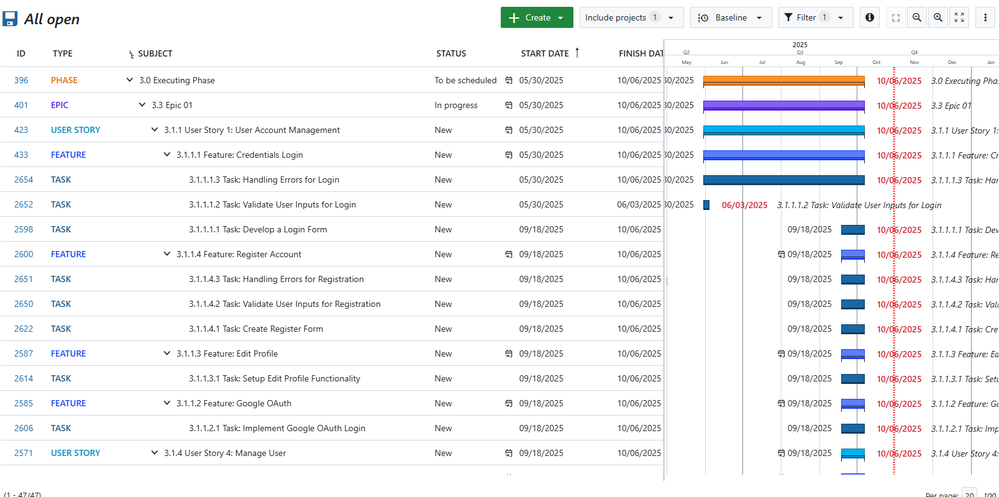 All open
Create
Include projects 1
Baseline
Filter 1
ID TYPE SUBJECT STATUS START DATE FINISH DAT
2025
Q2 Q3 Q4
May Jun Jul Aug Sep Oct Nov Dec Jan
396 PHASE 3.0 Executing Phase To be scheduled 05/30/2025 10/06/2025 30/2025 10/06/2025 3.0 Executing Phas
401 EPIC 3.3 Epic 01 In progress 05/30/2025 10/06/2025 30/2025 10/06/2025 3.3 Epic 01
423 USER STORY 3.1.1 User Story 1: User Account Management New 05/30/2025 10/06/2025 30/2025 10/06/2025 3.1.1 User Story 1:
433 FEATURE 3.1.1.1 Feature: Credentials Login New 05/30/2025 10/06/2025 30/2025 10/06/2025 3.1.1.1 Feature: Cr
2654 TASK 3.1.1.1.3 Task: Handling Errors for Login New 05/30/2025 10/06/2025 30/2025 10/06/2025 3.1.1.1.3 Task: Har
2652 TASK 3.1.1.1.2 Task: Validate User Inputs for Login New 05/30/2025 06/03/2025 30/2025 06/03/2025 3.1.1.1.2 Task: Validate User Inputs for Login
2598 TASK 3.1.1.1.1 Task: Develop a Login Form New 09/18/2025 10/06/2025 09/18/2025 10/06/2025 3.1.1.1.1 Task: Dev
2600 FEATURE 3.1.1.4 Feature: Register Account New 09/18/2025 10/06/2025 09/18/2025 10/06/2025 3.1.1.4 Feature: Re
2651 TASK 3.1.1.4.3 Task: Handling Errors for Registration New 09/18/2025 10/06/2025 09/18/2025 10/06/2025 3.1.1.4.3 Task: Har
2650 TASK 3.1.1.4.2 Task: Validate User Inputs for Registration New 09/18/2025 10/06/2025 09/18/2025 10/06/2025 3.1.1.4.2 Task: Vali
2622 TASK 3.1.1.4.1 Task: Create Register Form New 09/18/2025 10/06/2025 09/18/2025 10/06/2025 3.1.1.4.1 Task: Cre
2587 FEATURE 3.1.1.3 Feature: Edit Profile New 09/18/2025 10/06/2025 09/18/2025 10/06/2025 3.1.1.3 Feature: Ed
2614 TASK 3.1.1.3.1 Task: Setup Edit Profile Functionality New 09/18/2025 10/06/2025 09/18/2025 10/06/2025 3.1.1.3.1 Task: Setu
2585 FEATURE 3.1.1.2 Feature: Google OAuth New 09/18/2025 10/06/2025 09/18/2025 10/06/2025 3.1.1.2 Feature: Go
2606 TASK 3.1.1.2.1 Task: Implement Google OAuth Login New 09/18/2025 10/06/2025 09/18/2025 10/06/2025 3.1.1.2.1 Task: Imp
2571 USER STORY 3.1.4 User Story 4: Manage User New 09/18/2025 10/06/2025 09/18/2025 10/06/2025 3.1.4 User Story 4:
(1 - 47/47) Per page: 20 100